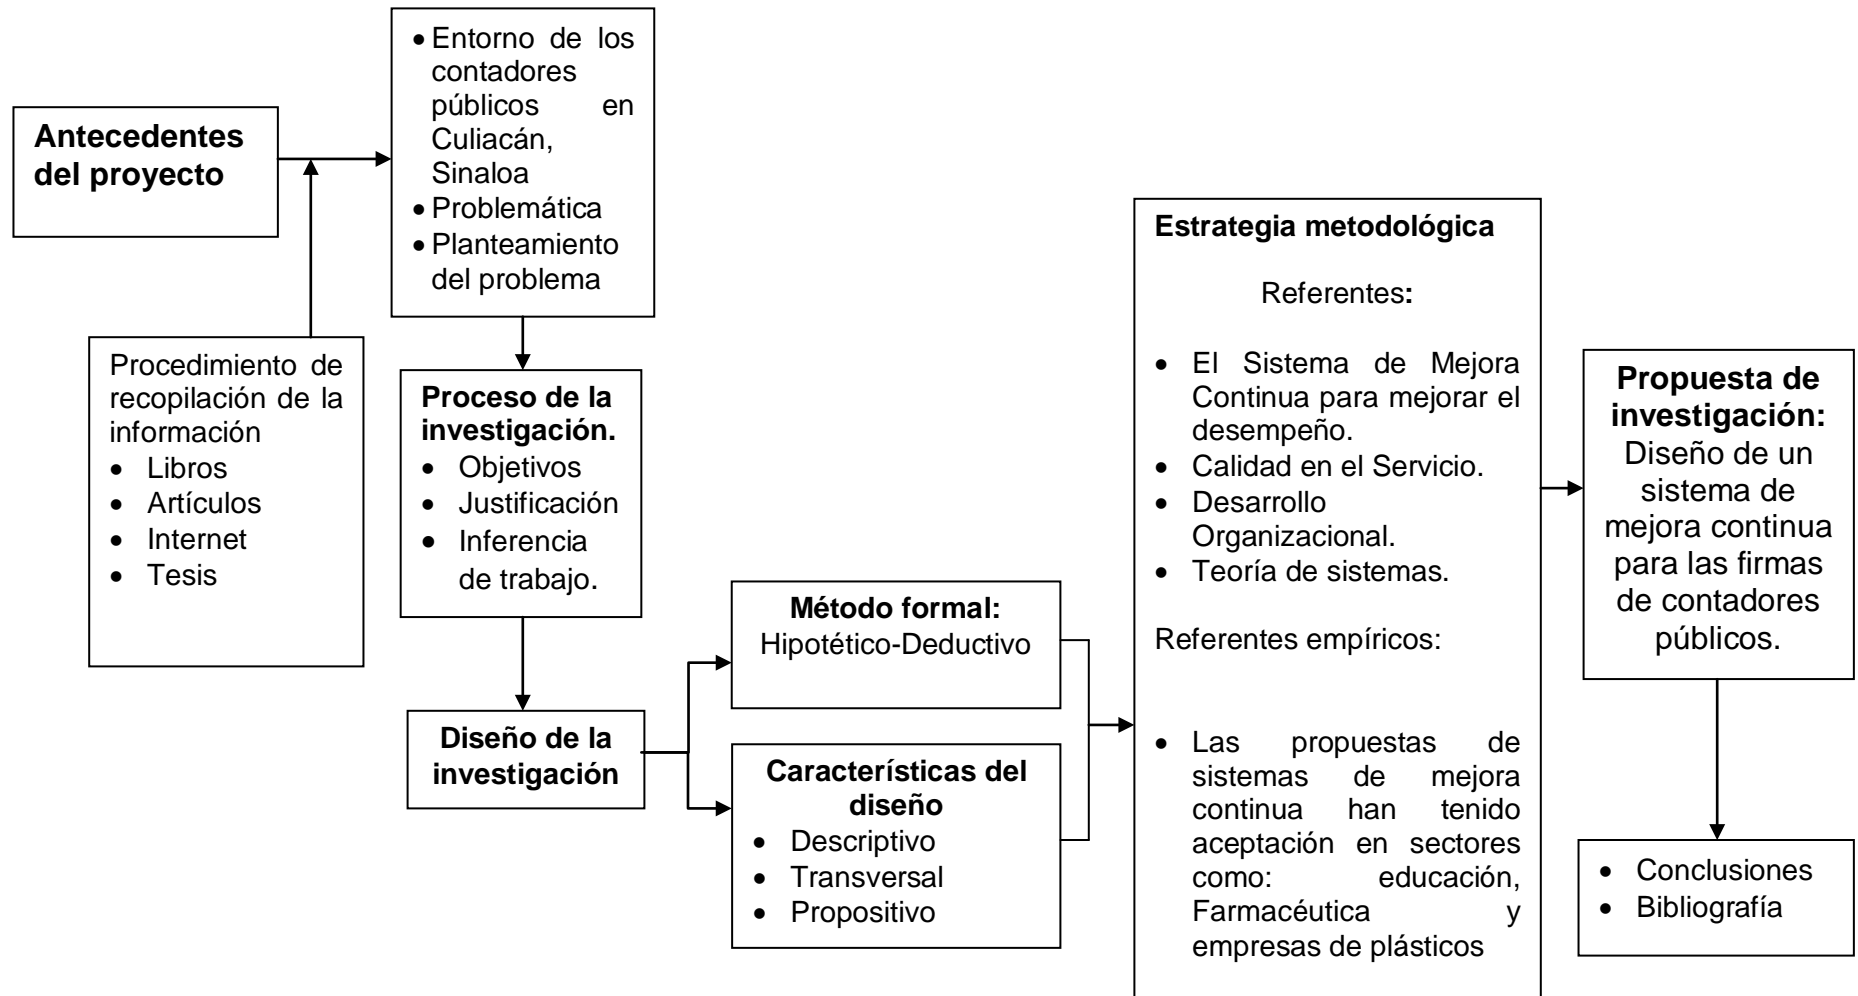 Antecedentes
del proyecto
• Entorno de los
contadores
públicos en
Culiacán,
Sinaloa
• Problemática
• Planteamiento
del problema
Procedimiento de
recopilación de la
información
• Libros
• Artículos
• Internet
• Tesis
Proceso de la
investigación.
• Objetivos
• Justificación
• Inferencia
de trabajo.
Diseño de la
investigación
Método formal:
Hipotético-Deductivo
Características del
diseño
• Descriptivo
• Transversal
• Propositivo
Estrategia metodológica
Referentes:
• El Sistema de Mejora
Continua para mejorar el
desempeño.
• Calidad en el Servicio.
• Desarrollo
Organizacional.
• Teoría de sistemas.
Referentes empíricos:
• Las propuestas de
sistemas de mejora
continua han tenido
aceptación en sectores
como: educación,
Farmacéutica y
empresas de plásticos
Propuesta de
investigación:
Diseño de un
sistema de
mejora continua
para las firmas
de contadores
públicos.
• Conclusiones
• Bibliografía